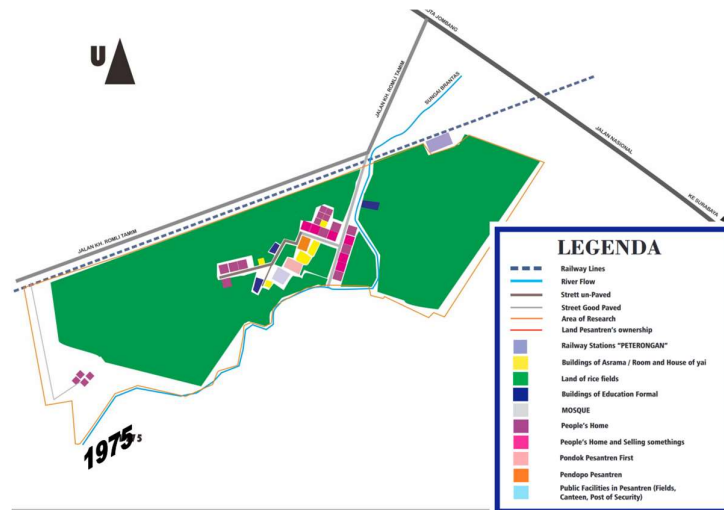 U
JALAN KH. ROMLI TAMIM
SUNGAI BRANTAS
JALAN NASIONAL
KE SURABAYA
JALAN KH. ROMLI TAMIM
1975
LEGENDA
Railway Lines
River Flow
Strett un-Paved
Street Good Paved
Area of Research
Land Pesantren's ownership
Railway Stations "PETERONGAN"
Buildings of Asrama / Room and House of yai
Land of rice fields
Buildings of Education Formal
MOSQUE
People's Home
People's Home and Selling somethings
Pondok Pesantren First
Pendopo Pesantren
Public Facilities in Pesantren (Fields,
Canteen, Post of Security)